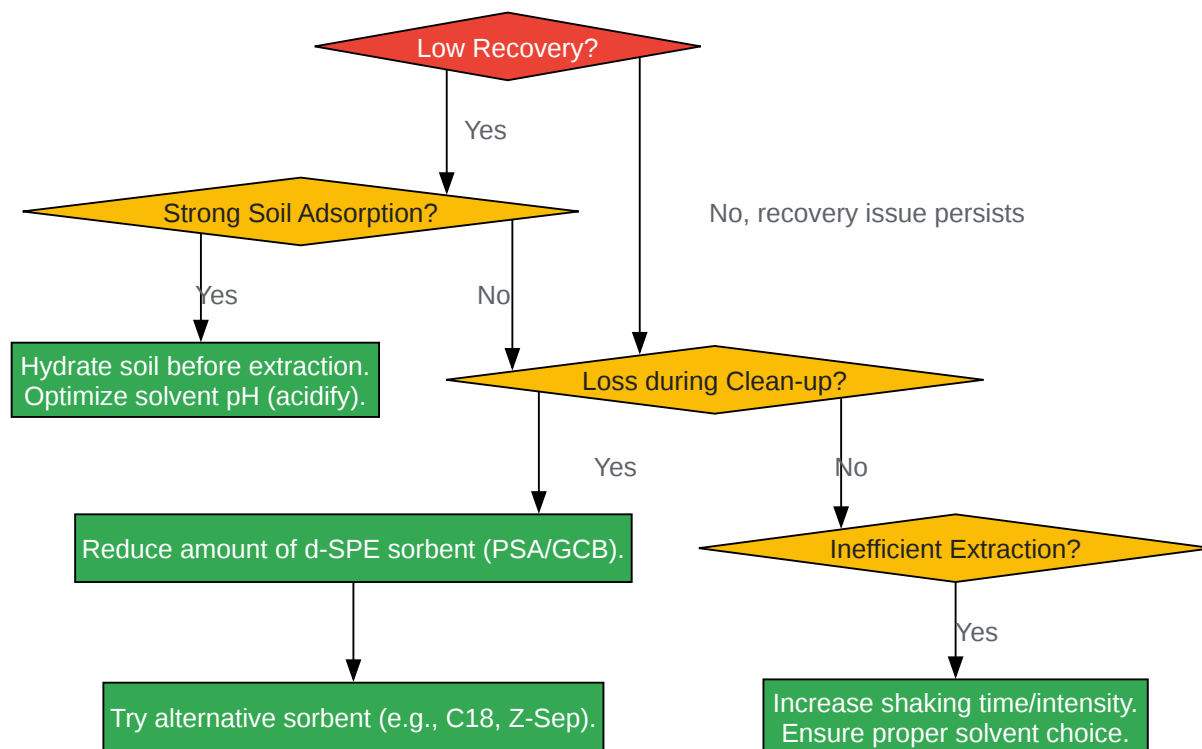 Low Recovery?
Yes
Strong Soil Adsorption?
No, recovery issue persists
Yes
No
Hydrate soil before extraction.
Optimize solvent pH (acidify).
Loss during Clean-up?
Yes
No
Reduce amount of d-SPE sorbent (PSA/GCB).
Inefficient Extraction?
Yes
Try alternative sorbent (e.g., C18, Z-Sep).
Increase shaking time/intensity.
Ensure proper solvent choice.